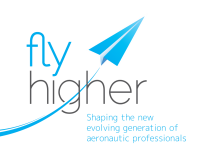 fly
higher
Shaping the new
evolving generation of
aeronautic professionals